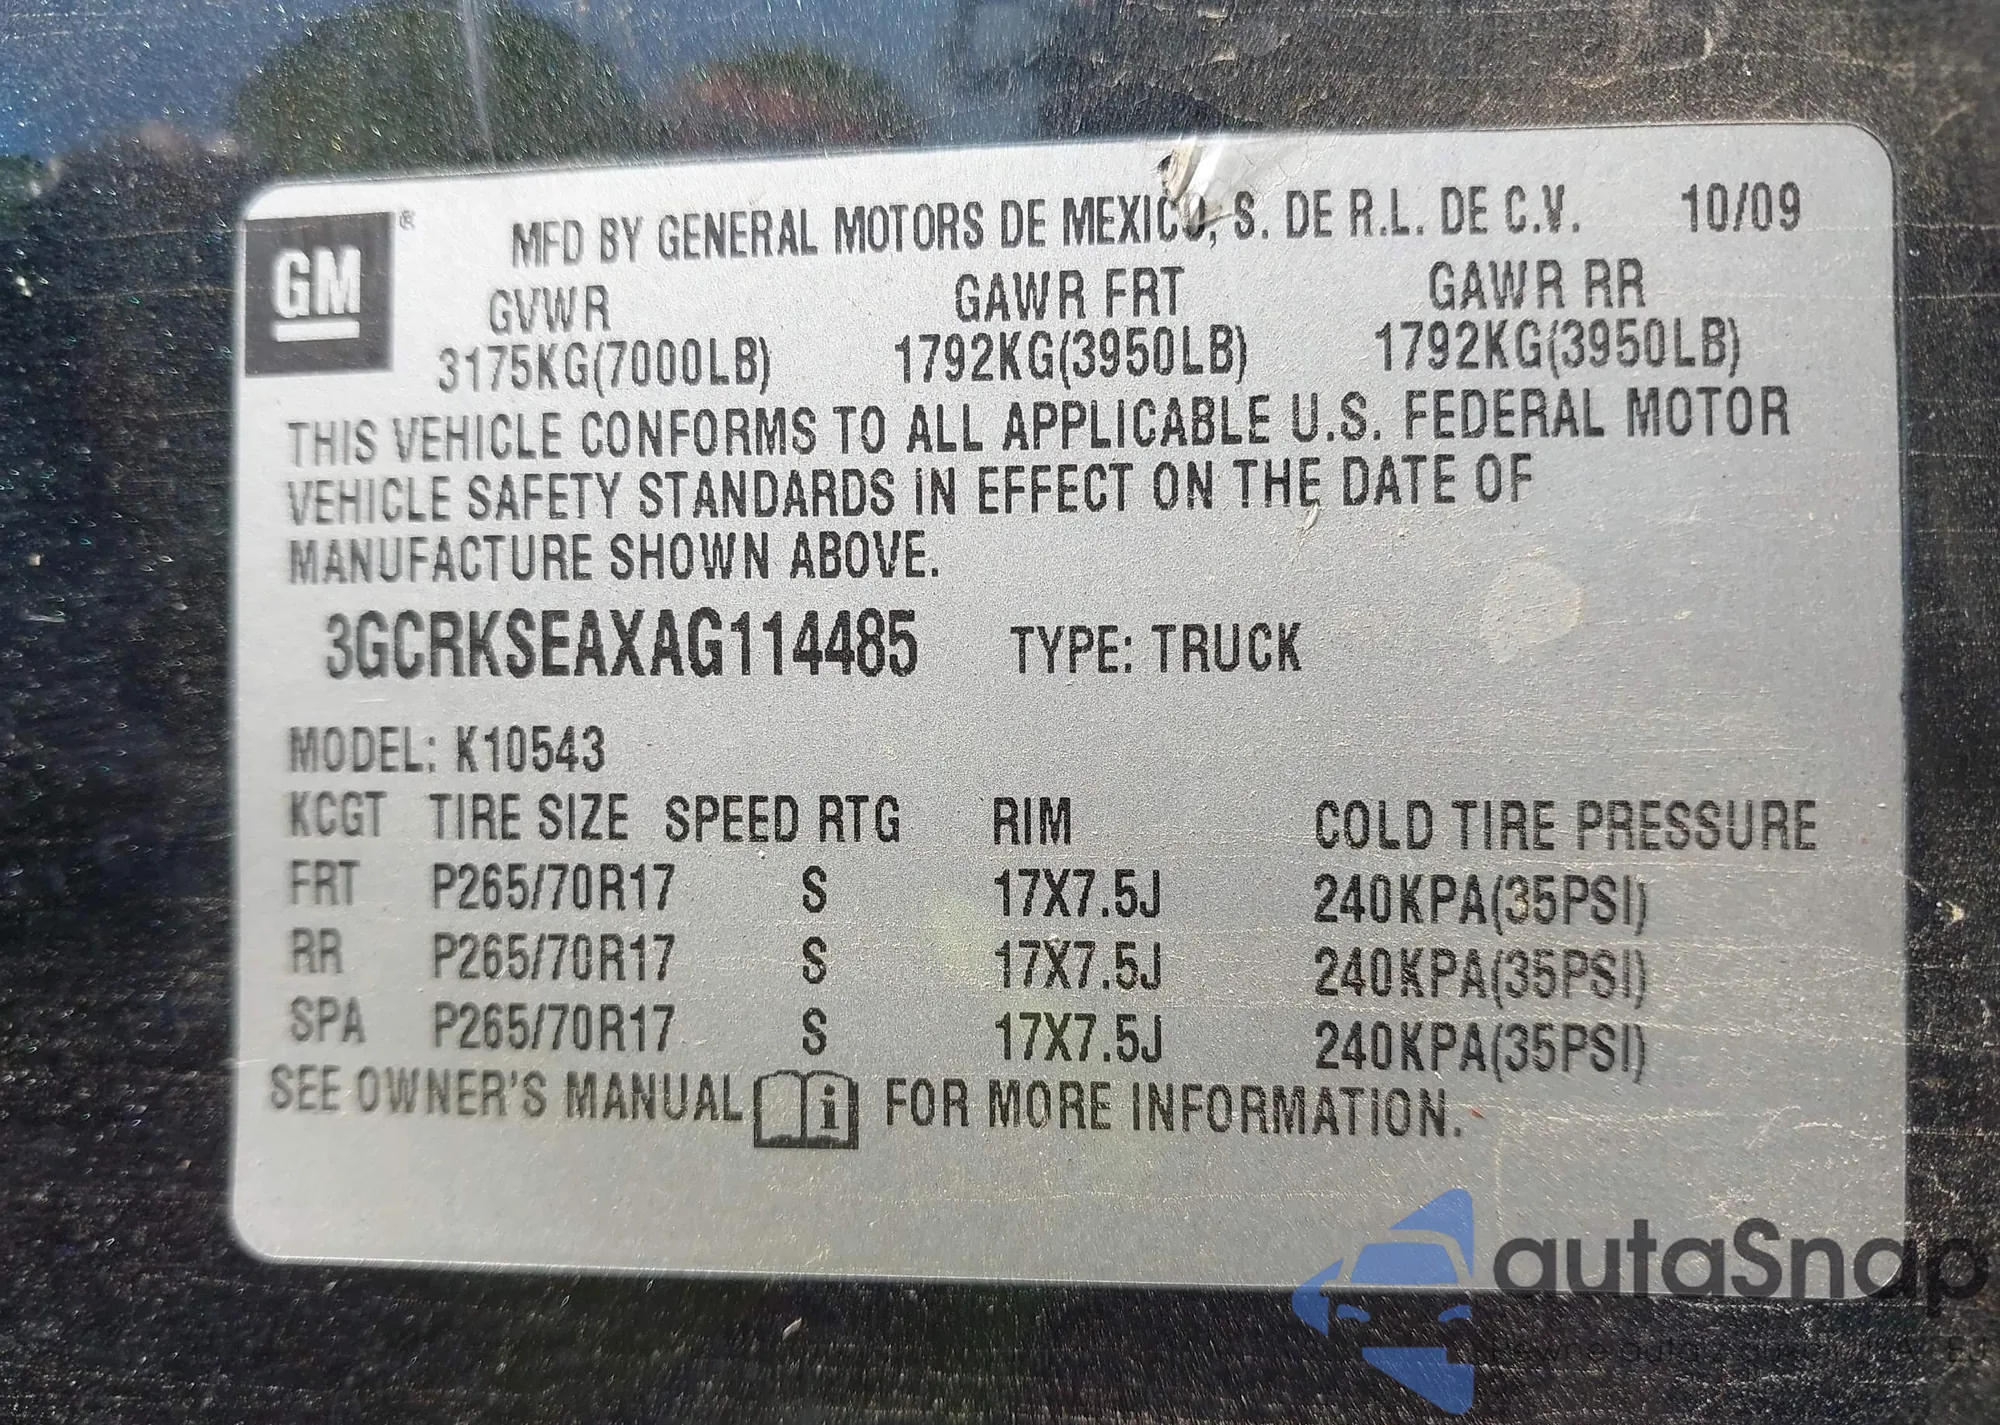 GM ®
MFD BY GENERAL MOTORS DE MEXICO, S. DE R.L. DE C.V. 10/09
GVWR GAWR FRT GAWR RR
3175KG(7000LB) 1792KG(3950LB) 1792KG(3950LB)
THIS VEHICLE CONFORMS TO ALL APPLICABLE U.S. FEDERAL MOTOR
VEHICLE SAFETY STANDARDS IN EFFECT ON THE DATE OF
MANUFACTURE SHOWN ABOVE.
3GCRKSEAXAG114485 TYPE: TRUCK
MODEL: K10543
KCGT TIRE SIZE SPEED RTG RIM COLD TIRE PRESSURE
FRT P265/70R17 S 17X7.5J 240KPA(35PSI)
RR P265/70R17 S 17X7.5J 240KPA(35PSI)
SPA P265/70R17 S 17X7.5J 240KPA(35PSI)
SEE OWNER'S MANUAL i FOR MORE INFORMATION.
autaSnap